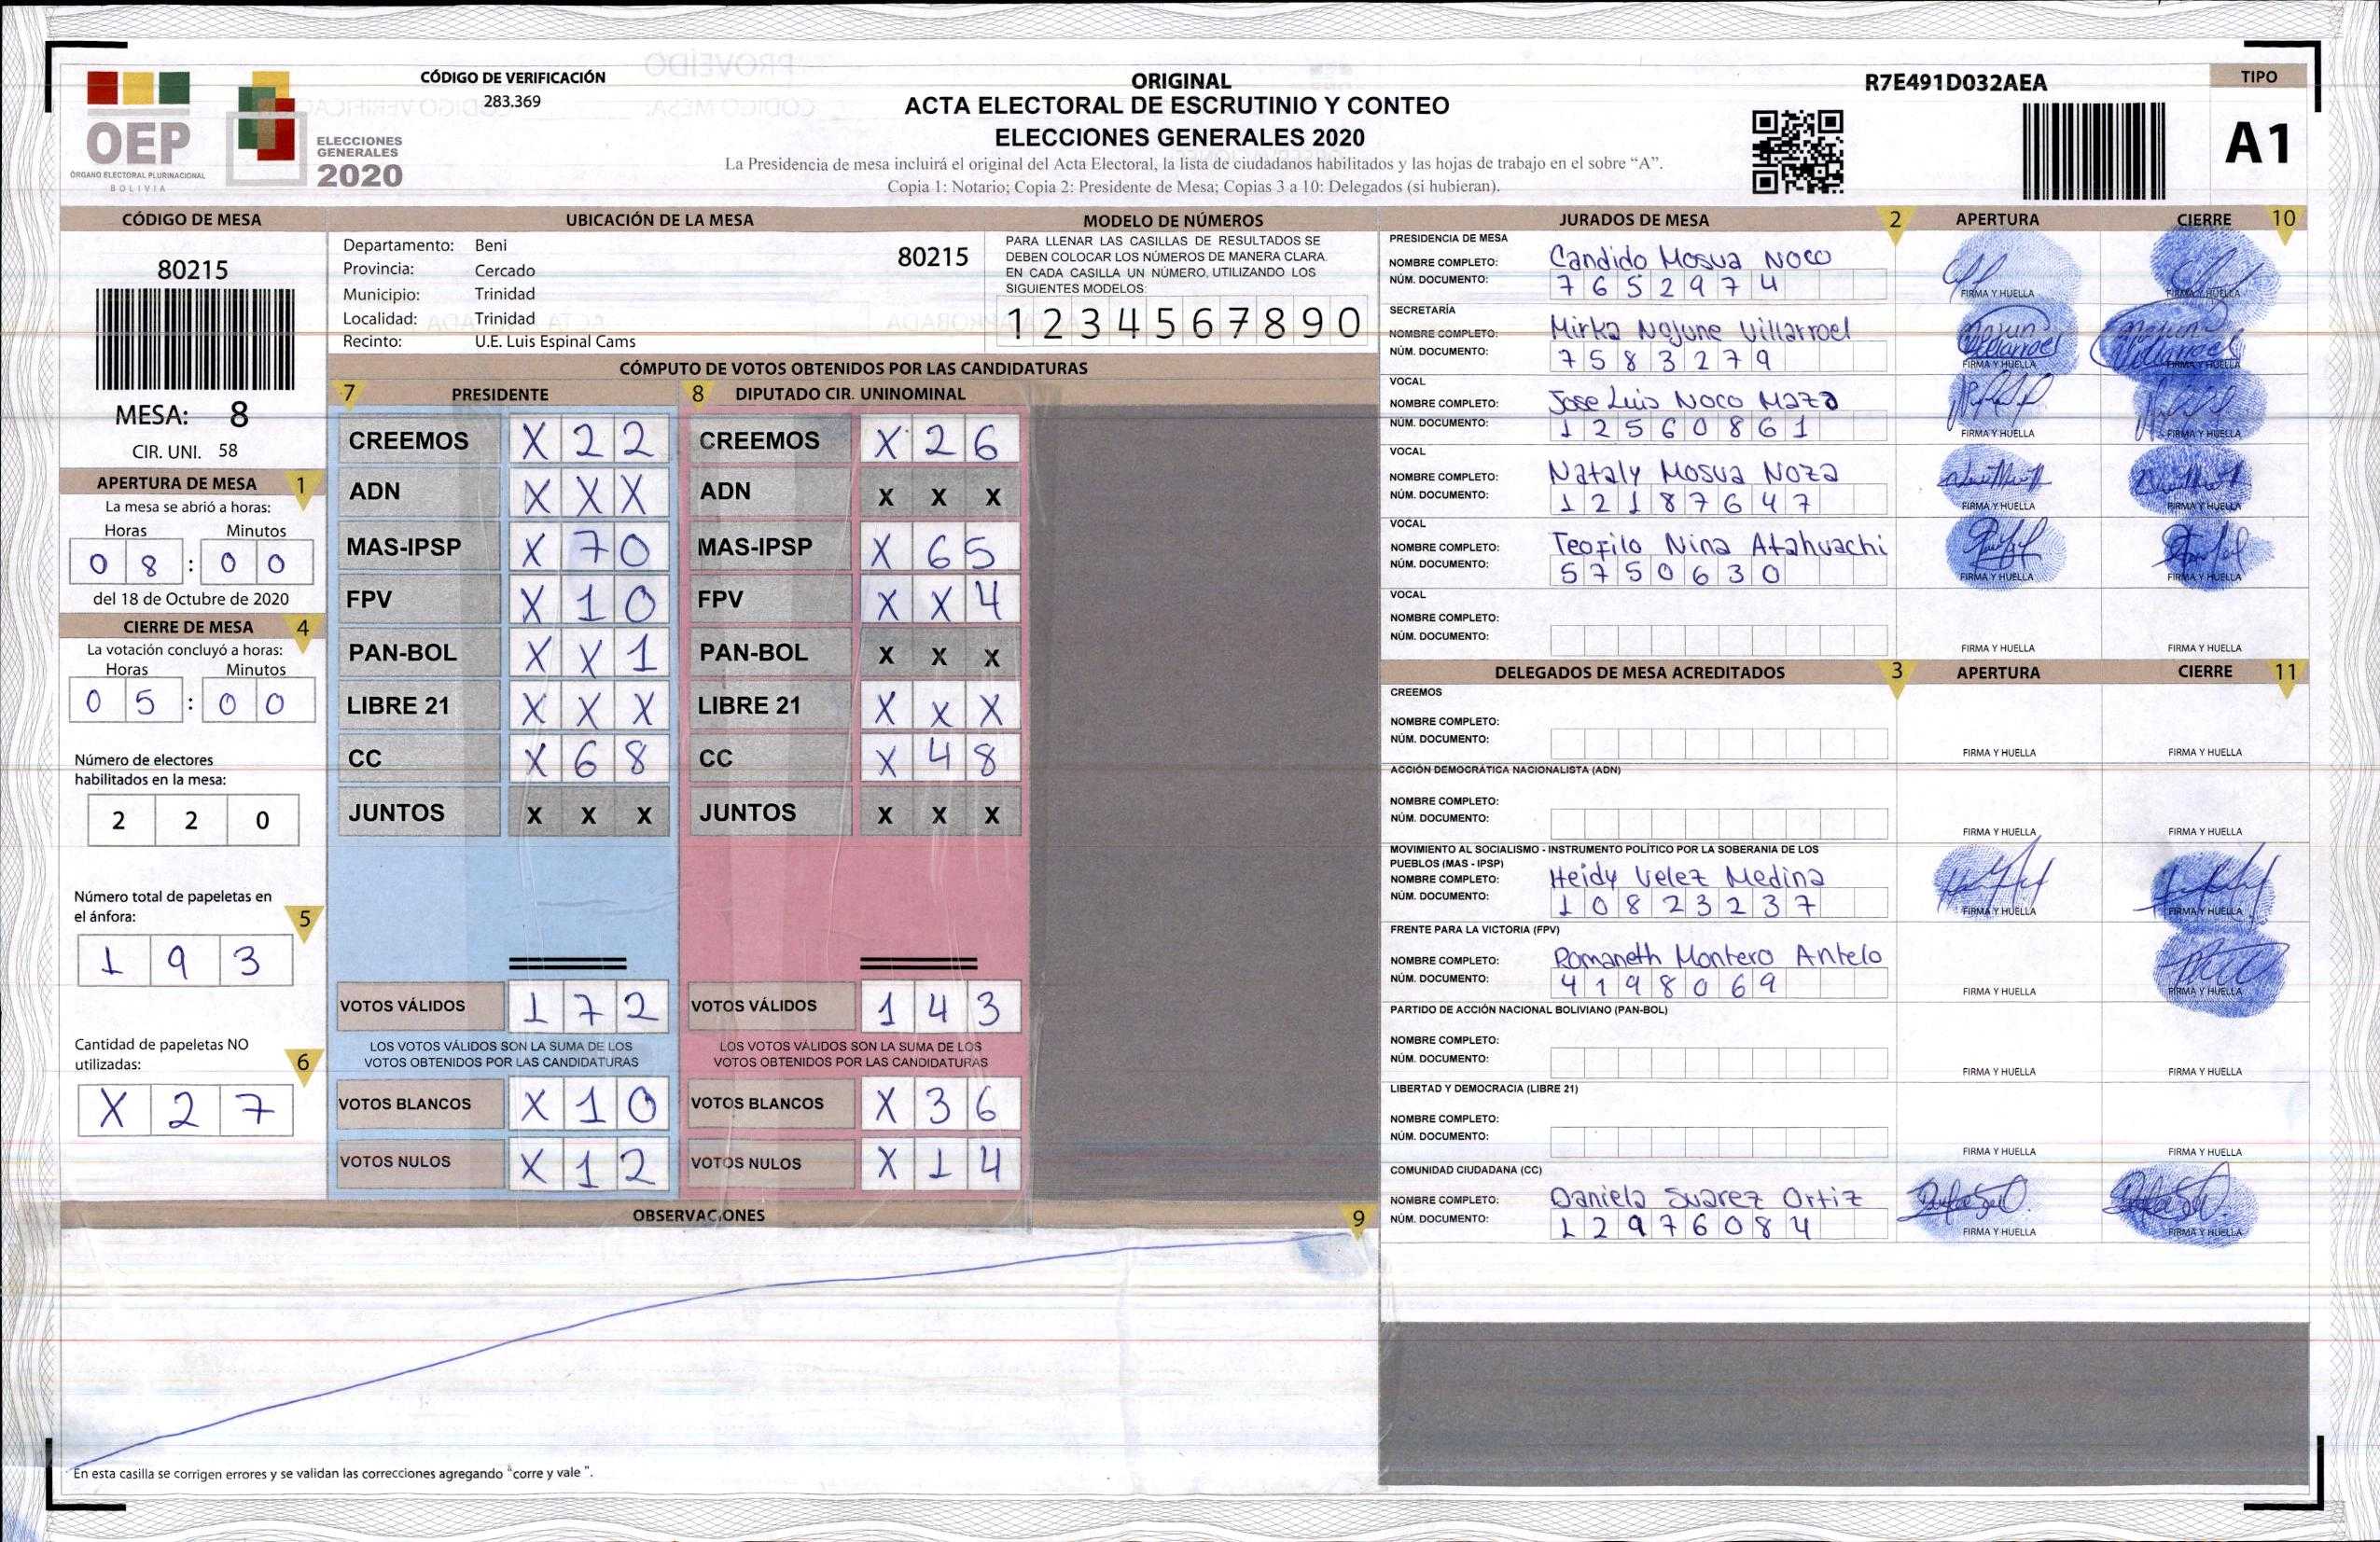 CÓDIGO DE VERIFICACIÓN
283.369
OEP
ÓRGANO ELECTORAL PLURINACIONAL
BOLIVIA
ELECCIONES
GENERALES
2020
ORIGINAL
ACTA ELECTORAL DE ESCRUTINIO Y CONTEO
ELECCIONES GENERALES 2020
La Presidencia de mesa incluirá el original del Acta Electoral, la lista de ciudadanos habilitados y las hojas de trabajo en el sobre “A”.
Copia 1: Notario; Copia 2: Presidente de Mesa; Copias 3 a 10: Delegados (si hubieran).
R7E491D032AEA
TIPO
A1
CÓDIGO DE MESA
80215
MESA: 8
CIR. UNI. 58
APERTURA DE MESA 1
La mesa se abrió a horas:
Horas Minutos
0 8 : 0 0
del 18 de Octubre de 2020
CIERRE DE MESA 4
La votación concluyó a horas:
Horas Minutos
0 5 : 0 0
Número de electores
habilitados en la mesa:
2 2 0
Número total de papeletas en
el ánfora: 5
1 9 3
Cantidad de papeletas NO
utilizadas: 6
X 2 7
UBICACIÓN DE LA MESA
Departamento: Beni
Provincia: Cercado
Municipio: Trinidad
Localidad: Trinidad
Recinto: U.E. Luis Espinal Cams
80215
MODELO DE NÚMEROS
PARA LLENAR LAS CASILLAS DE RESULTADOS SE
DEBEN COLOCAR LOS NÚMEROS DE MANERA CLARA.
EN CADA CASILLA UN NÚMERO, UTILIZANDO LOS
SIGUIENTES MODELOS:
1 2 3 4 5 6 7 8 9 0
CÓMPUTO DE VOTOS OBTENIDOS POR LAS CANDIDATURAS
7 PRESIDENTE 8 DIPUTADO CIR. UNINOMINAL
CREEMOS X 2 2 CREEMOS X 2 6
ADN X X X ADN X X X
MAS-IPSP X 7 0 MAS-IPSP X 6 5
FPV X 1 0 FPV X X 4
PAN-BOL X X 1 PAN-BOL X X X
LIBRE 21 X X X LIBRE 21 X X X
CC X 6 8 CC X 4 8
JUNTOS X X X JUNTOS X X X
VOTOS VÁLIDOS 1 7 2 VOTOS VÁLIDOS 1 4 3
LOS VOTOS VÁLIDOS SON LA SUMA DE LOS LOS VOTOS VÁLIDOS SON LA SUMA DE LOS
VOTOS OBTENIDOS POR LAS CANDIDATURAS VOTOS OBTENIDOS POR LAS CANDIDATURAS
VOTOS BLANCOS X 1 0 VOTOS BLANCOS X 3 6
VOTOS NULOS X 1 2 VOTOS NULOS X 1 4
OBSERVACIONES 9
En esta casilla se corrigen errores y se validan las correcciones agregando “corre y vale ”.
JURADOS DE MESA 2 APERTURA CIERRE 10
PRESIDENCIA DE MESA
NOMBRE COMPLETO: Candido Mosua Noco
NÚM. DOCUMENTO: 7 6 5 2 9 7 4
FIRMA Y HUELLA FIRMA Y HUELLA
SECRETARÍA
NOMBRE COMPLETO: Mirka Najune Villarroel
NÚM. DOCUMENTO: 7 5 8 3 2 7 9
FIRMA Y HUELLA FIRMA Y HUELLA
VOCAL
NOMBRE COMPLETO: Jose Luis Noco Maza
NÚM. DOCUMENTO: 1 2 5 6 0 8 6 1
FIRMA Y HUELLA FIRMA Y HUELLA
VOCAL
NOMBRE COMPLETO: Nataly Mosua Noza
NÚM. DOCUMENTO: 1 2 1 8 7 6 4 7
FIRMA Y HUELLA FIRMA Y HUELLA
VOCAL
NOMBRE COMPLETO: Teofilo Nina Atahuachi
NÚM. DOCUMENTO: 5 7 5 0 6 3 0
FIRMA Y HUELLA FIRMA Y HUELLA
VOCAL
NOMBRE COMPLETO:
NÚM. DOCUMENTO:
FIRMA Y HUELLA FIRMA Y HUELLA
DELEGADOS DE MESA ACREDITADOS 3 APERTURA CIERRE 11
CREEMOS
NOMBRE COMPLETO:
NÚM. DOCUMENTO:
FIRMA Y HUELLA FIRMA Y HUELLA
ACCIÓN DEMOCRÁTICA NACIONALISTA (ADN)
NOMBRE COMPLETO:
NÚM. DOCUMENTO:
FIRMA Y HUELLA FIRMA Y HUELLA
MOVIMIENTO AL SOCIALISMO - INSTRUMENTO POLÍTICO POR LA SOBERANIA DE LOS
PUEBLOS (MAS - IPSP)
NOMBRE COMPLETO: Heidy Velez Medina
NÚM. DOCUMENTO: 1 0 8 2 3 2 3 7
FIRMA Y HUELLA FIRMA Y HUELLA
FRENTE PARA LA VICTORIA (FPV)
NOMBRE COMPLETO: Romaneth Montero Antelo
NÚM. DOCUMENTO: 4 1 9 8 0 6 9
FIRMA Y HUELLA FIRMA Y HUELLA
PARTIDO DE ACCIÓN NACIONAL BOLIVIANO (PAN-BOL)
NOMBRE COMPLETO:
NÚM. DOCUMENTO:
FIRMA Y HUELLA FIRMA Y HUELLA
LIBERTAD Y DEMOCRACIA (LIBRE 21)
NOMBRE COMPLETO:
NÚM. DOCUMENTO:
FIRMA Y HUELLA FIRMA Y HUELLA
COMUNIDAD CIUDADANA (CC)
NOMBRE COMPLETO: Daniela Suarez Ortiz
NÚM. DOCUMENTO: 1 2 9 7 6 0 8 4
FIRMA Y HUELLA FIRMA Y HUELLA